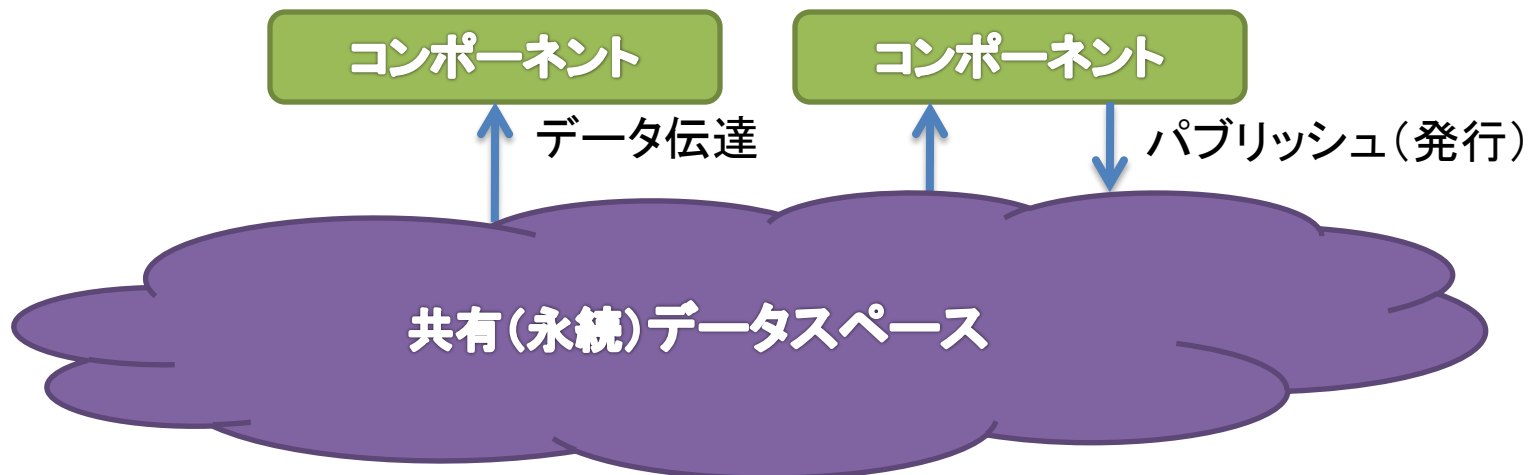 コンポーネント
コンポーネント
データ伝達
パブリッシュ（発行）
共有（永続）データスペース